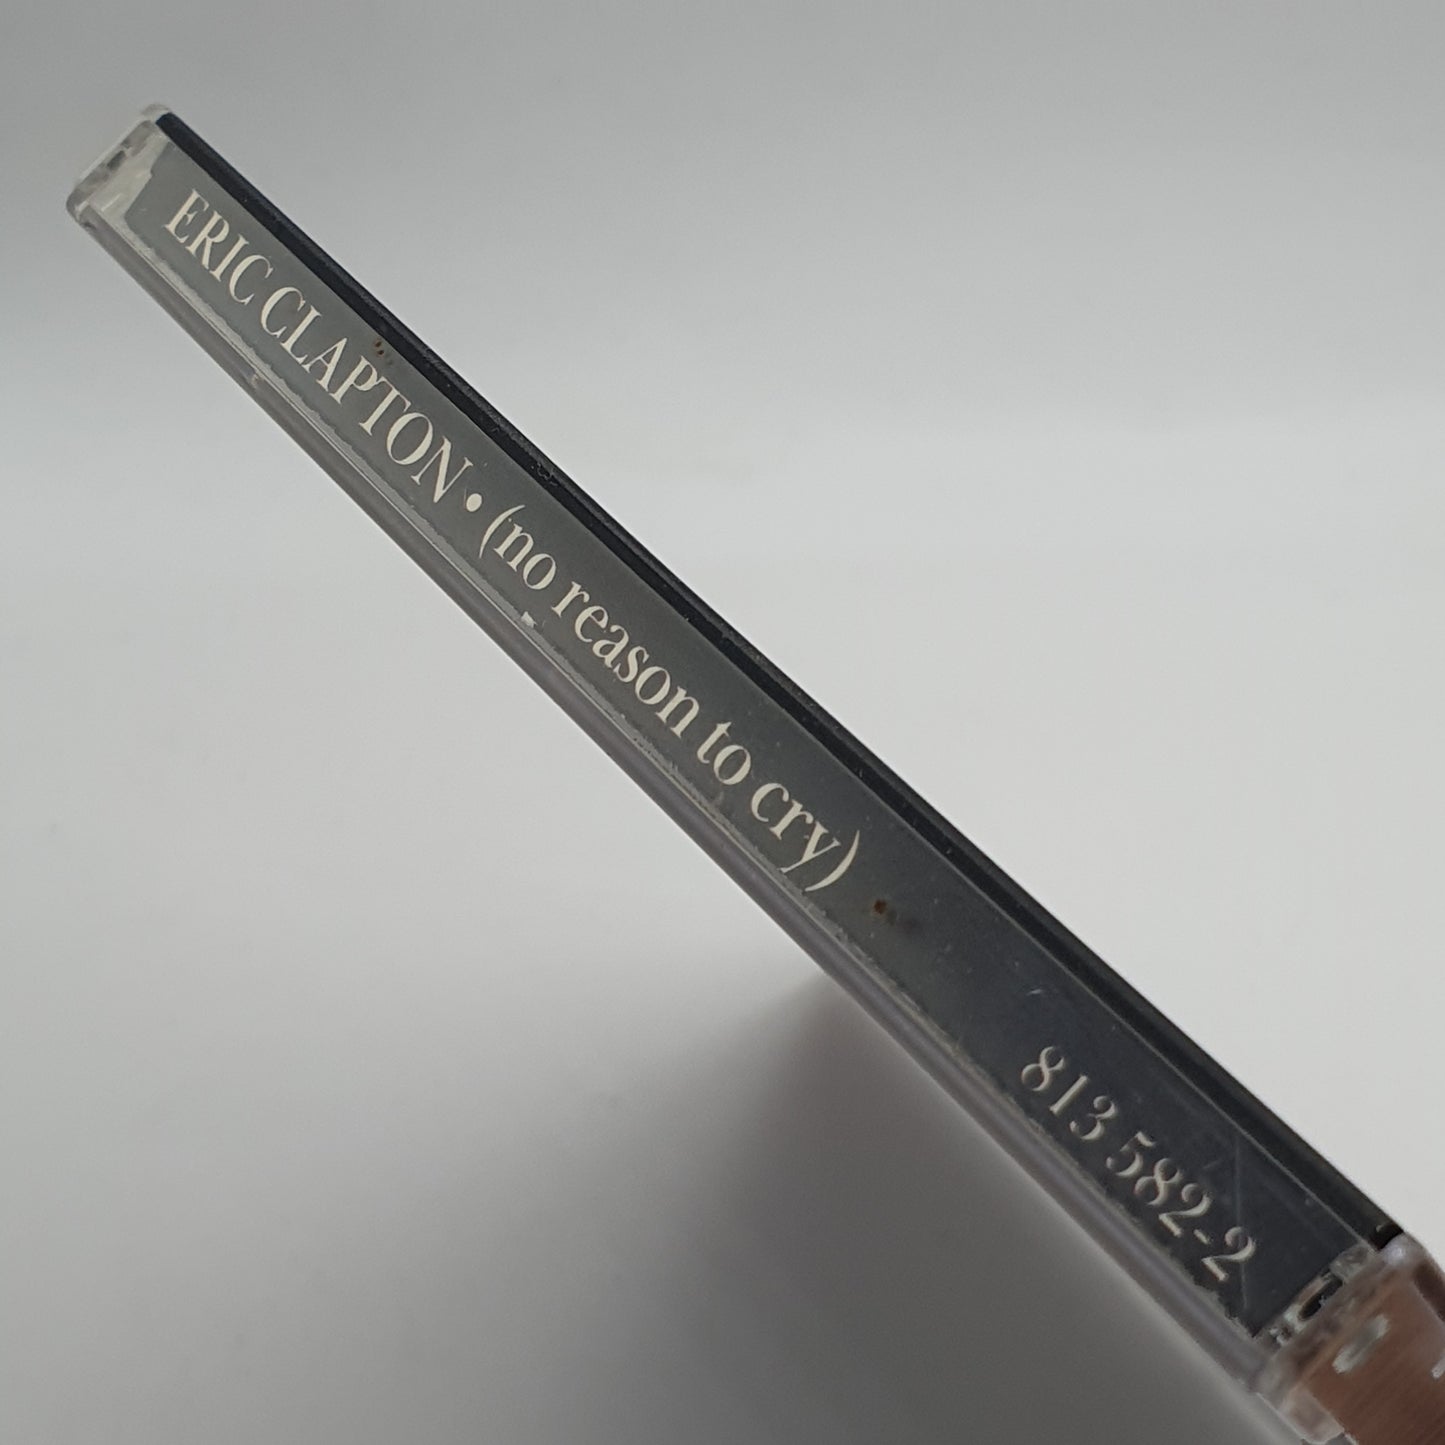 ERIC CLAPTON • (no reason to cry) 813 582-2